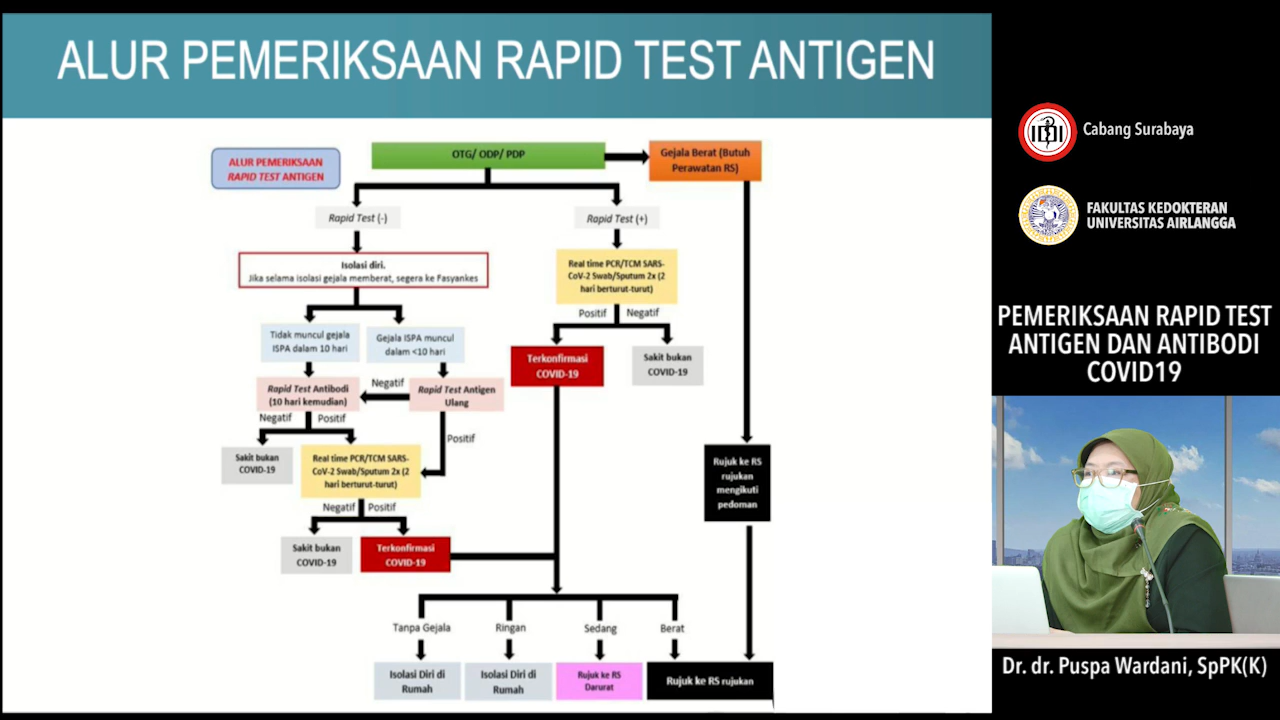 ALUR PEMERIKSAAN RAPID TEST ANTIGEN
ALUR PEMERIKSAAN
RAPID TEST ANTIGEN
OTG/ ODP/ PDP
Gejala Berat (Butuh
Perawatan RS)
Rapid Test (-)
Rapid Test (+)
Isolasi diri.
Jika selama isolasi gejala memberat, segera ke Fasyankes
Real time PCR/TCM SARS-
CoV-2 Swab/Sputum 2x (2
hari berturut-turut)
Positif
Negatif
Tidak muncul gejala
ISPA dalam 10 hari
Gejala ISPA muncul
dalam <10 hari
Terkonfirmasi
COVID-19
Sakit bukan
COVID-19
Rapid Test Antibodi
(10 hari kemudian)
Negatif
Rapid Test Antigen
Ulang
Negatif
Positif
Positif
Sakit bukan
COVID-19
Real time PCR/TCM SARS-
CoV-2 Swab/Sputum 2x (2
hari berturut-turut)
Rujuk ke RS
rujukan
mengikuti
pedoman
Negatif
Positif
Sakit bukan
COVID-19
Terkonfirmasi
COVID-19
Tanpa Gejala
Ringan
Sedang
Berat
Isolasi Diri di
Rumah
Isolasi Diri di
Rumah
Rujuk ke RS
Darurat
Rujuk ke RS rujukan
IDI
Cabang Surabaya
FAKULTAS KEDOKTERAN
UNIVERSITAS AIRLANGGA
PEMERIKSAAN RAPID TEST
ANTIGEN DAN ANTIBODI
COVID19
Dr. dr. Puspa Wardani, SpPK(K)